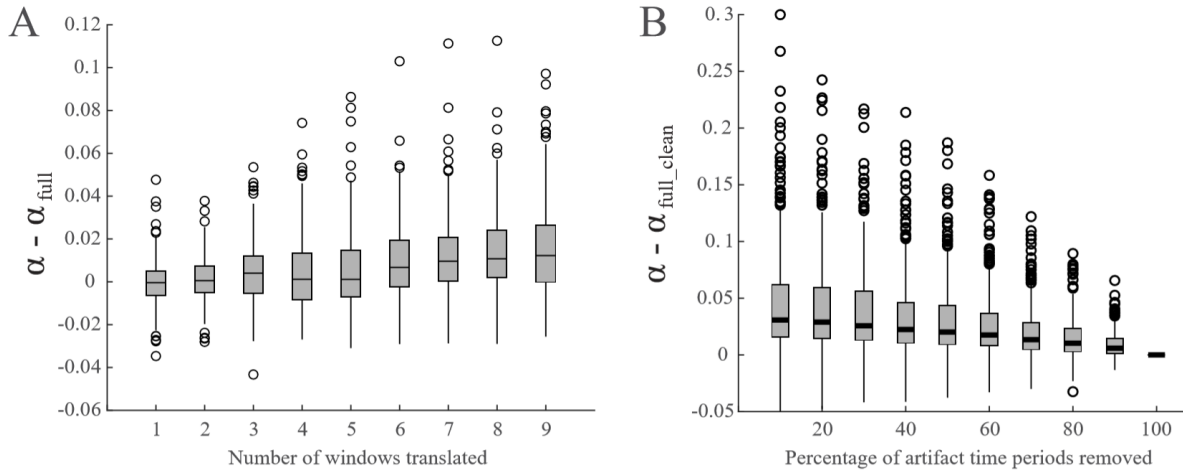 A
0.12
0.1
0.08
0.06
0.04
0.02
0
-0.02
-0.04
-0.06
α - α full
1 2 3 4 5 6 7 8 9
Number of windows translated
B
0.3
0.25
0.2
0.15
0.1
0.05
0
-0.05
α - α full_clean
20 40 60 80 100
Percentage of artifact time periods removed